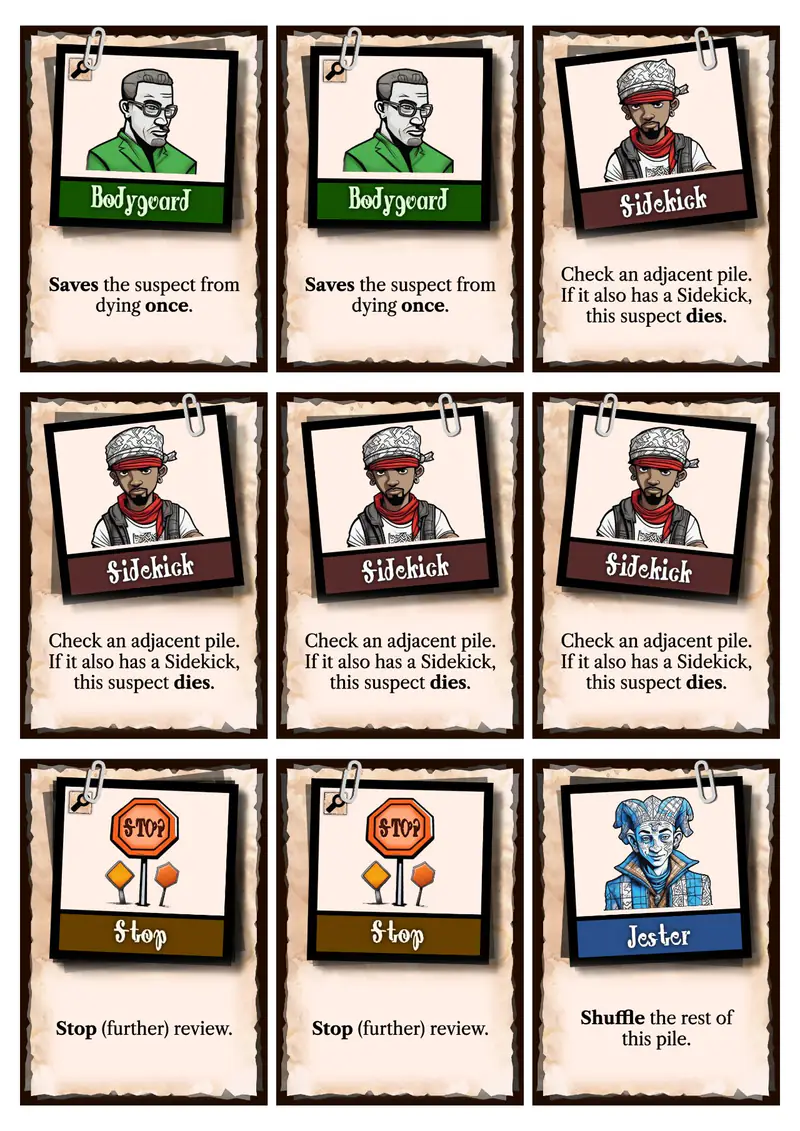 Bodyguard
Saves the suspect from
dying once.
Bodyguard
Saves the suspect from
dying once.
Sidekick
Check an adjacent pile.
If it also has a Sidekick,
this suspect dies.
Sidekick
Check an adjacent pile.
If it also has a Sidekick,
this suspect dies.
Sidekick
Check an adjacent pile.
If it also has a Sidekick,
this suspect dies.
Sidekick
Check an adjacent pile.
If it also has a Sidekick,
this suspect dies.
STOP
Stop
Stop (further) review.
STOP
Stop
Stop (further) review.
Jester
Shuffle the rest of
this pile.